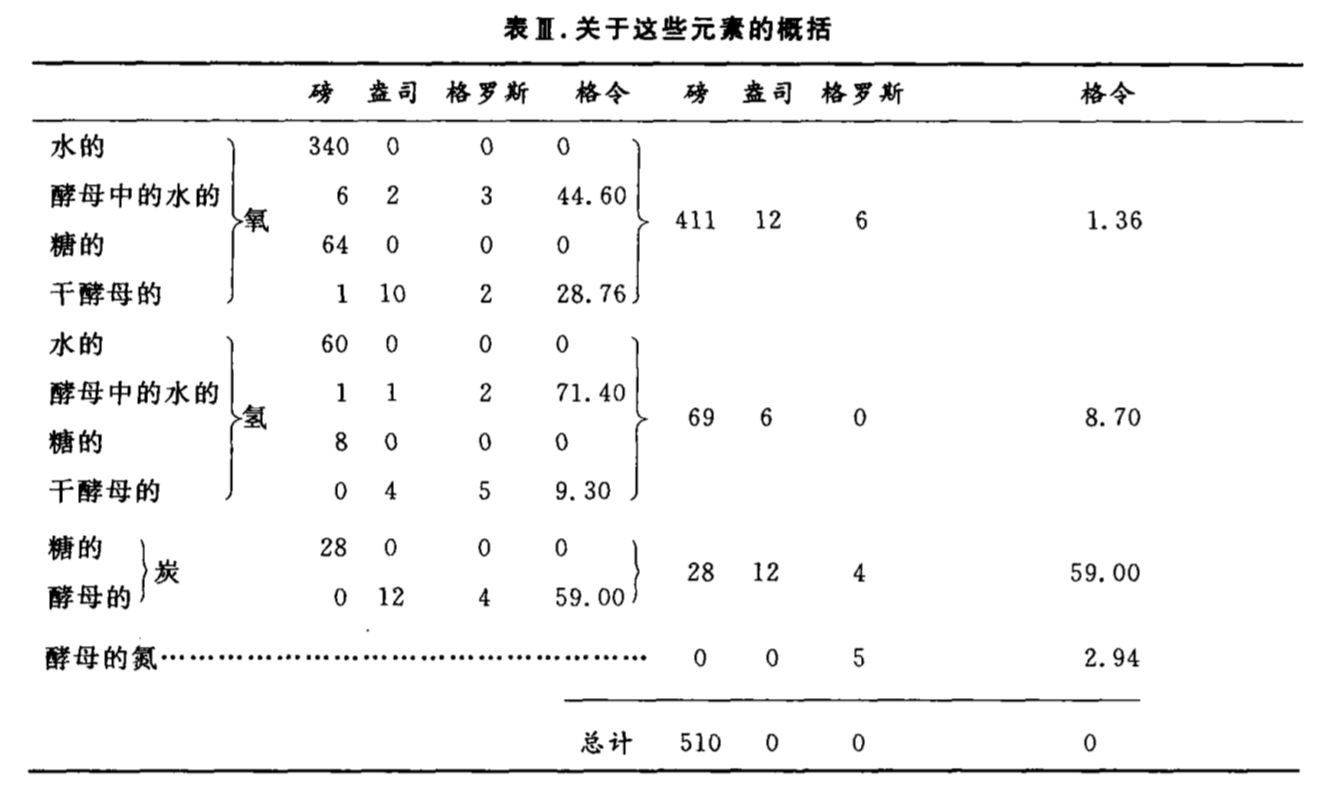 表Ⅲ.关于这些元素的概括
磅 盎司 格罗斯 格令 磅 盎司 格罗斯 格令
水的 340 0 0 0
酵母中的水的 6 2 3 44.60
氧 411 12 6 1.36
糖的 64 0 0 0
干酵母的 1 10 2 28.76
水的 60 0 0 0
酵母中的水的 1 1 2 71.40
氢 69 6 0 8.70
糖的 8 0 0 0
干酵母的 0 4 5 9.30
糖的 28 0 0 0
炭 28 12 4 59.00
酵母的 0 12 4 59.00
酵母的氮………………………………………………… 0 0 5 2.94
总计 510 0 0 0